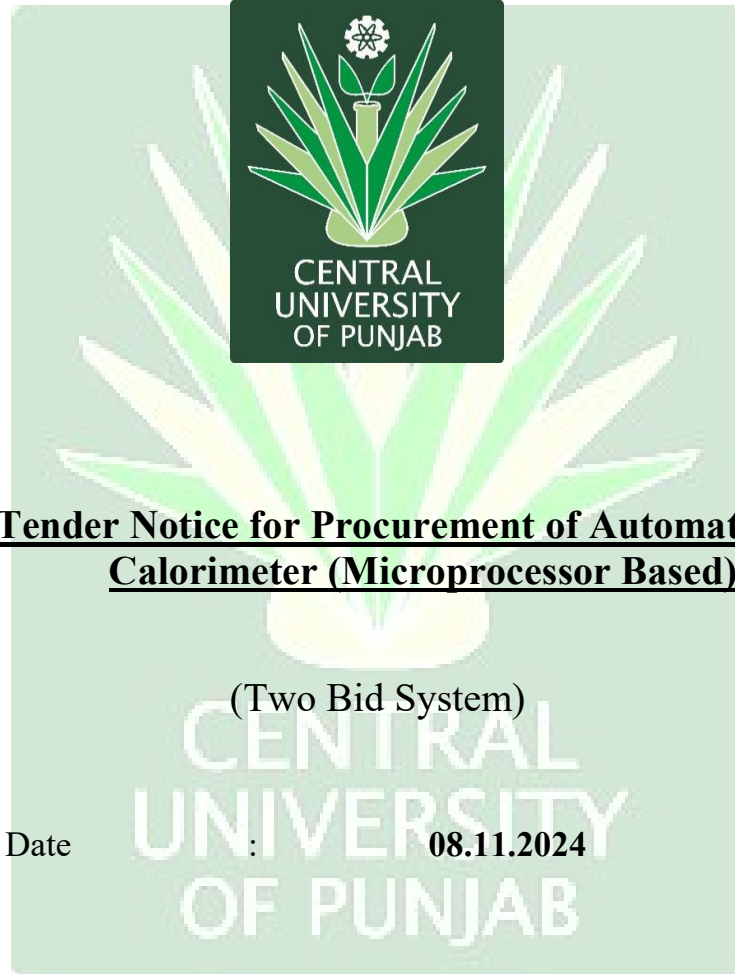 CENTRAL
UNIVERSITY
OF PUNJAB
Tender Notice for Procurement of Automat
Calorimeter (Microprocessor Based)
(Two Bid System)
CENTRAL
Date : 08.11.2024
UNIVERSITY
OF PUNJAB